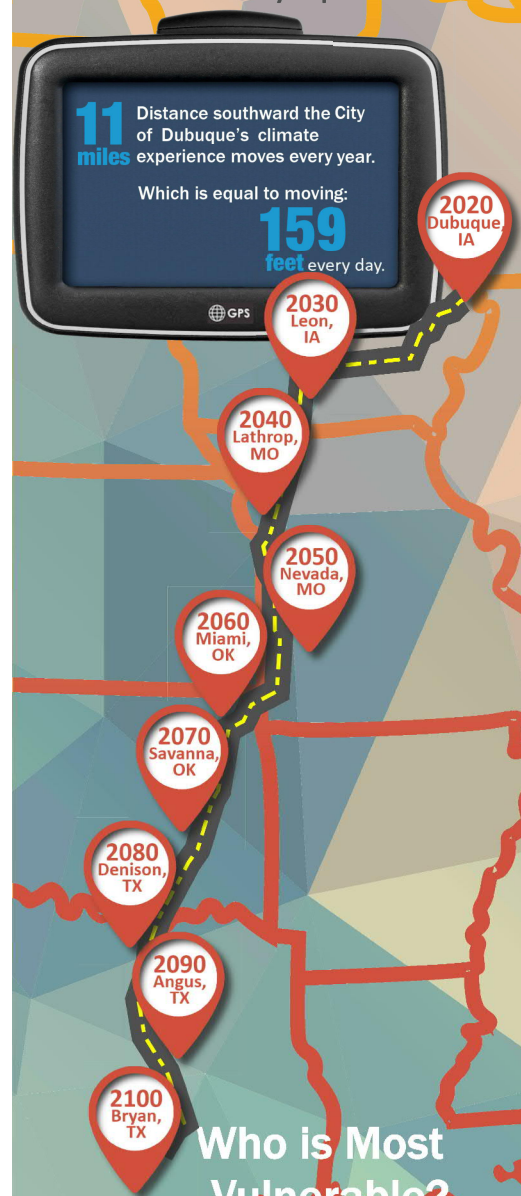 11 Distance southward the City
of Dubuque's climate
miles experience moves every year.
Which is equal to moving:
159
feet every day.
GPS
2020
Dubuque,
IA
2030
Leon,
IA
2040
Lathrop,
MO
2050
Nevada,
MO
2060
Miami,
OK
2070
Savanna,
OK
2080
Denison,
TX
2090
Angus,
TX
2100
Bryan,
TX
Who is Most
Vulnerable?